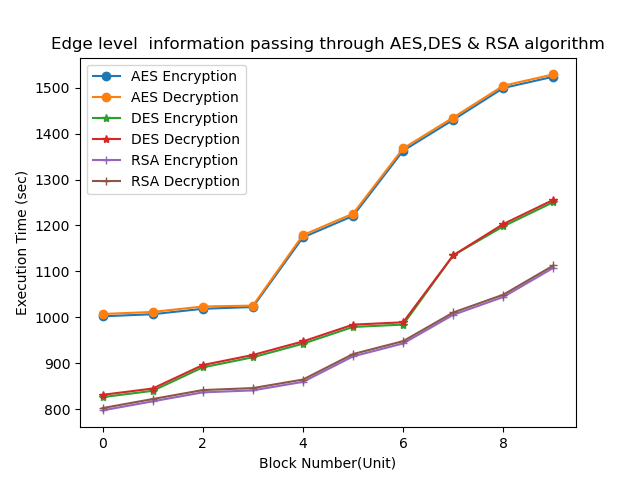 Edge level  information passing through AES,DES & RSA algorithm
AES Encryption
AES Decryption
DES Encryption
DES Decryption
RSA Encryption
RSA Decryption
Execution Time (sec)
1500
1400
1300
1200
1100
1000
900
800
0 2 4 6 8
Block Number(Unit)